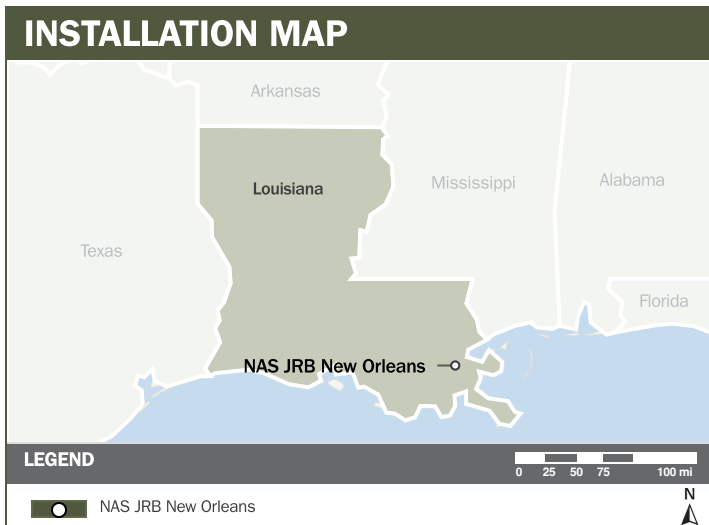 INSTALLATION MAP
Arkansas
Louisiana
Mississippi
Alabama
Texas
Florida
NAS JRB New Orleans
LEGEND
0 25 50 75 100 mi
N
NAS JRB New Orleans